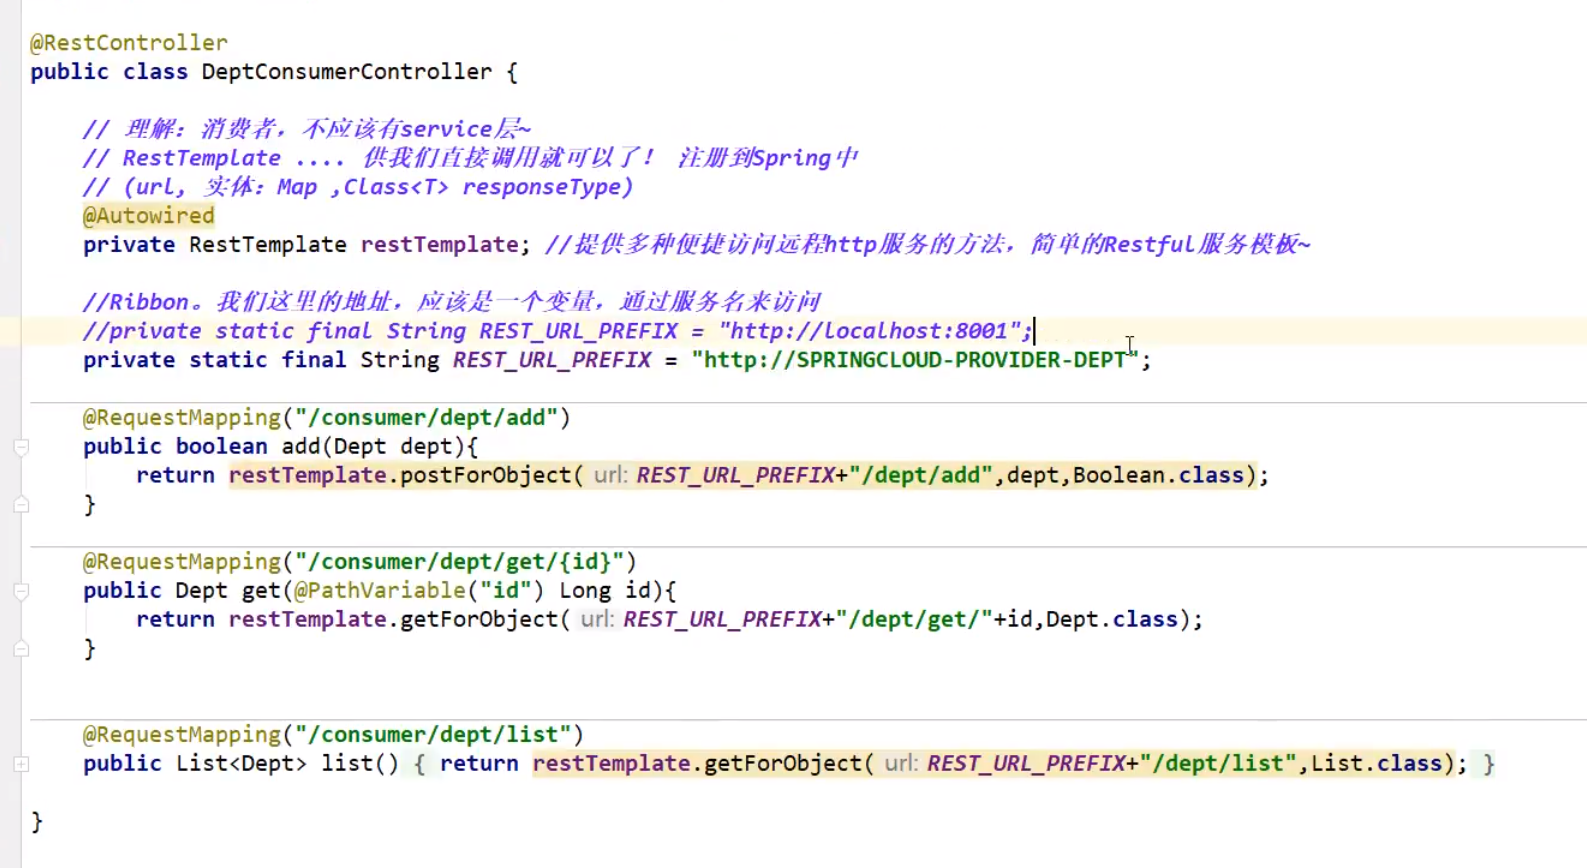 @RestController
public class DeptConsumerController {
// 理解：消费者，不应该有service层~
// RestTemplate .... 供我们直接调用就可以了！ 注册到Spring中
// (url, 实体：Map ,Class<T> responseType)
@Autowired
private RestTemplate restTemplate; //提供多种便捷访问远程http服务的方法，简单的Restful服务模板~
//Ribbon。我们这里的地址，应该是一个变量，通过服务名来访问
//private static final String REST_URL_PREFIX = "http://localhost:8001";
private static final String REST_URL_PREFIX = "http://SPRINGCLOUD-PROVIDER-DEPT";
@RequestMapping("/consumer/dept/add")
public boolean add(Dept dept){
return restTemplate.postForObject( url: REST_URL_PREFIX+"/dept/add",dept,Boolean.class);
}
@RequestMapping("/consumer/dept/get/{id}")
public Dept get(@PathVariable("id") Long id){
return restTemplate.getForObject( url: REST_URL_PREFIX+"/dept/get/"+id,Dept.class);
}
@RequestMapping("/consumer/dept/list")
public List<Dept> list() { return restTemplate.getForObject( url: REST_URL_PREFIX+"/dept/list",List.class); }
}